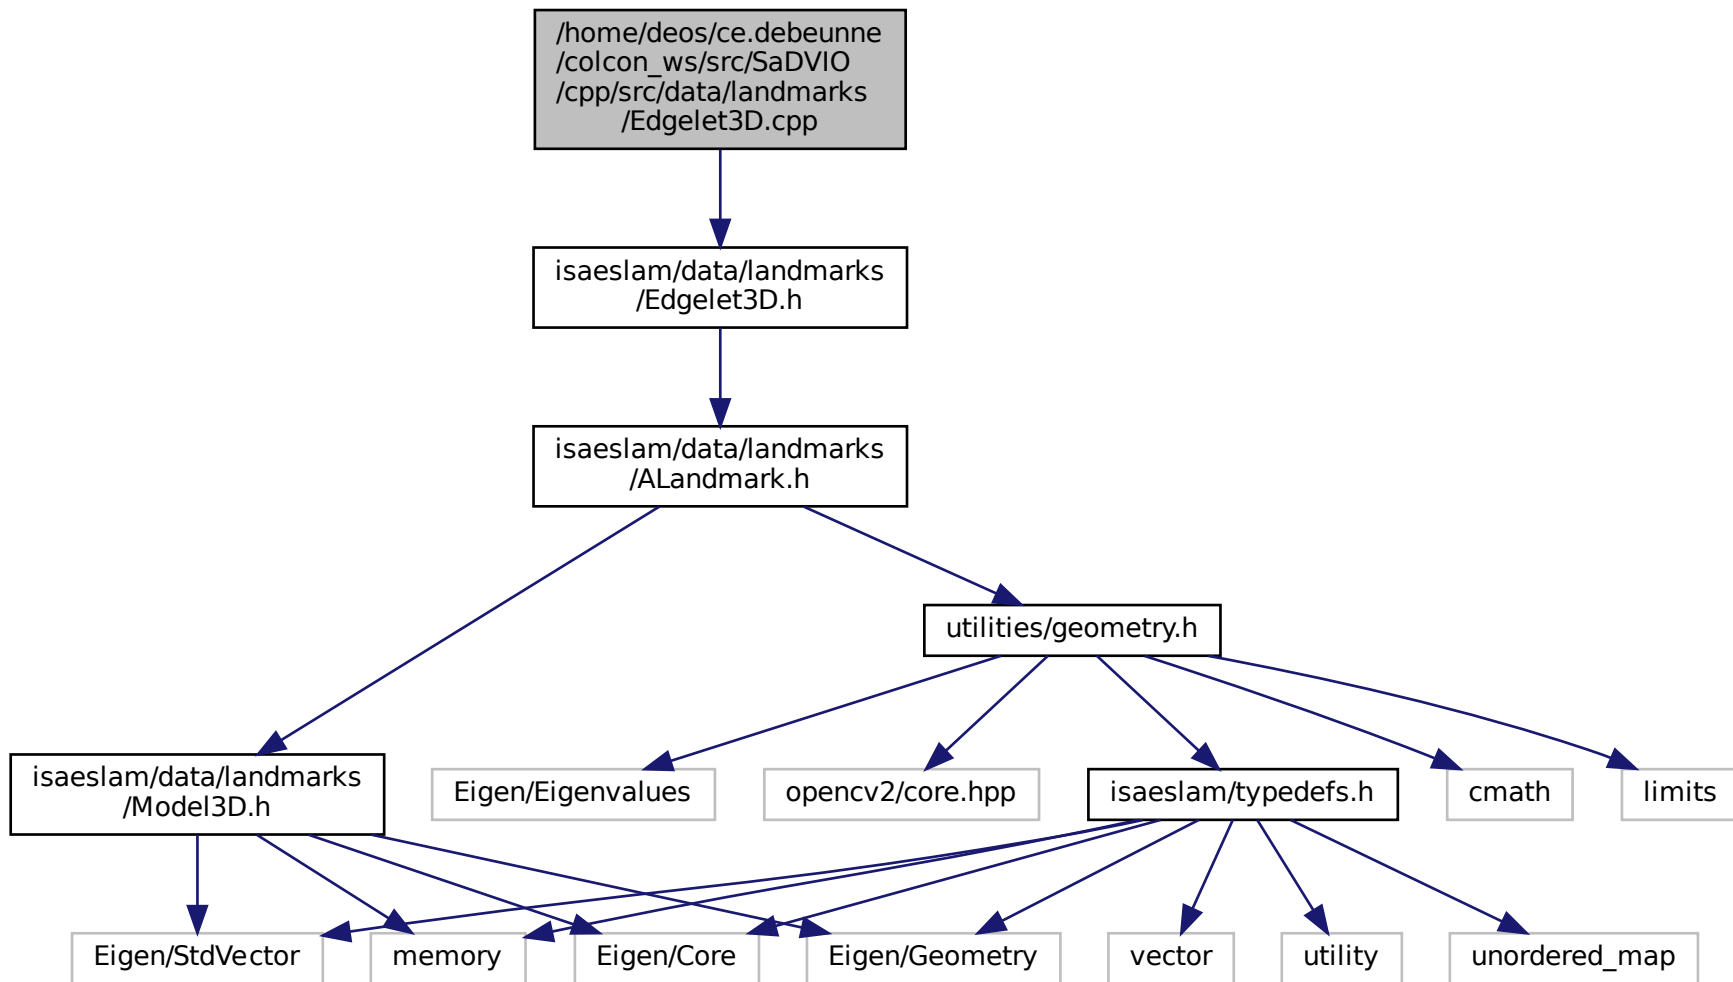 /home/deos/ce.debeunne
/colcon_ws/src/SaDVIO
/cpp/src/data/landmarks
/Edgelet3D.cpp
isaeslam/data/landmarks
/Edgelet3D.h
isaeslam/data/landmarks
/ALandmark.h
utilities/geometry.h
isaeslam/data/landmarks
/Model3D.h
Eigen/Eigenvalues
opencv2/core.hpp
isaeslam/typedefs.h
cmath
limits
Eigen/StdVector
memory
Eigen/Core
Eigen/Geometry
vector
utility
unordered_map